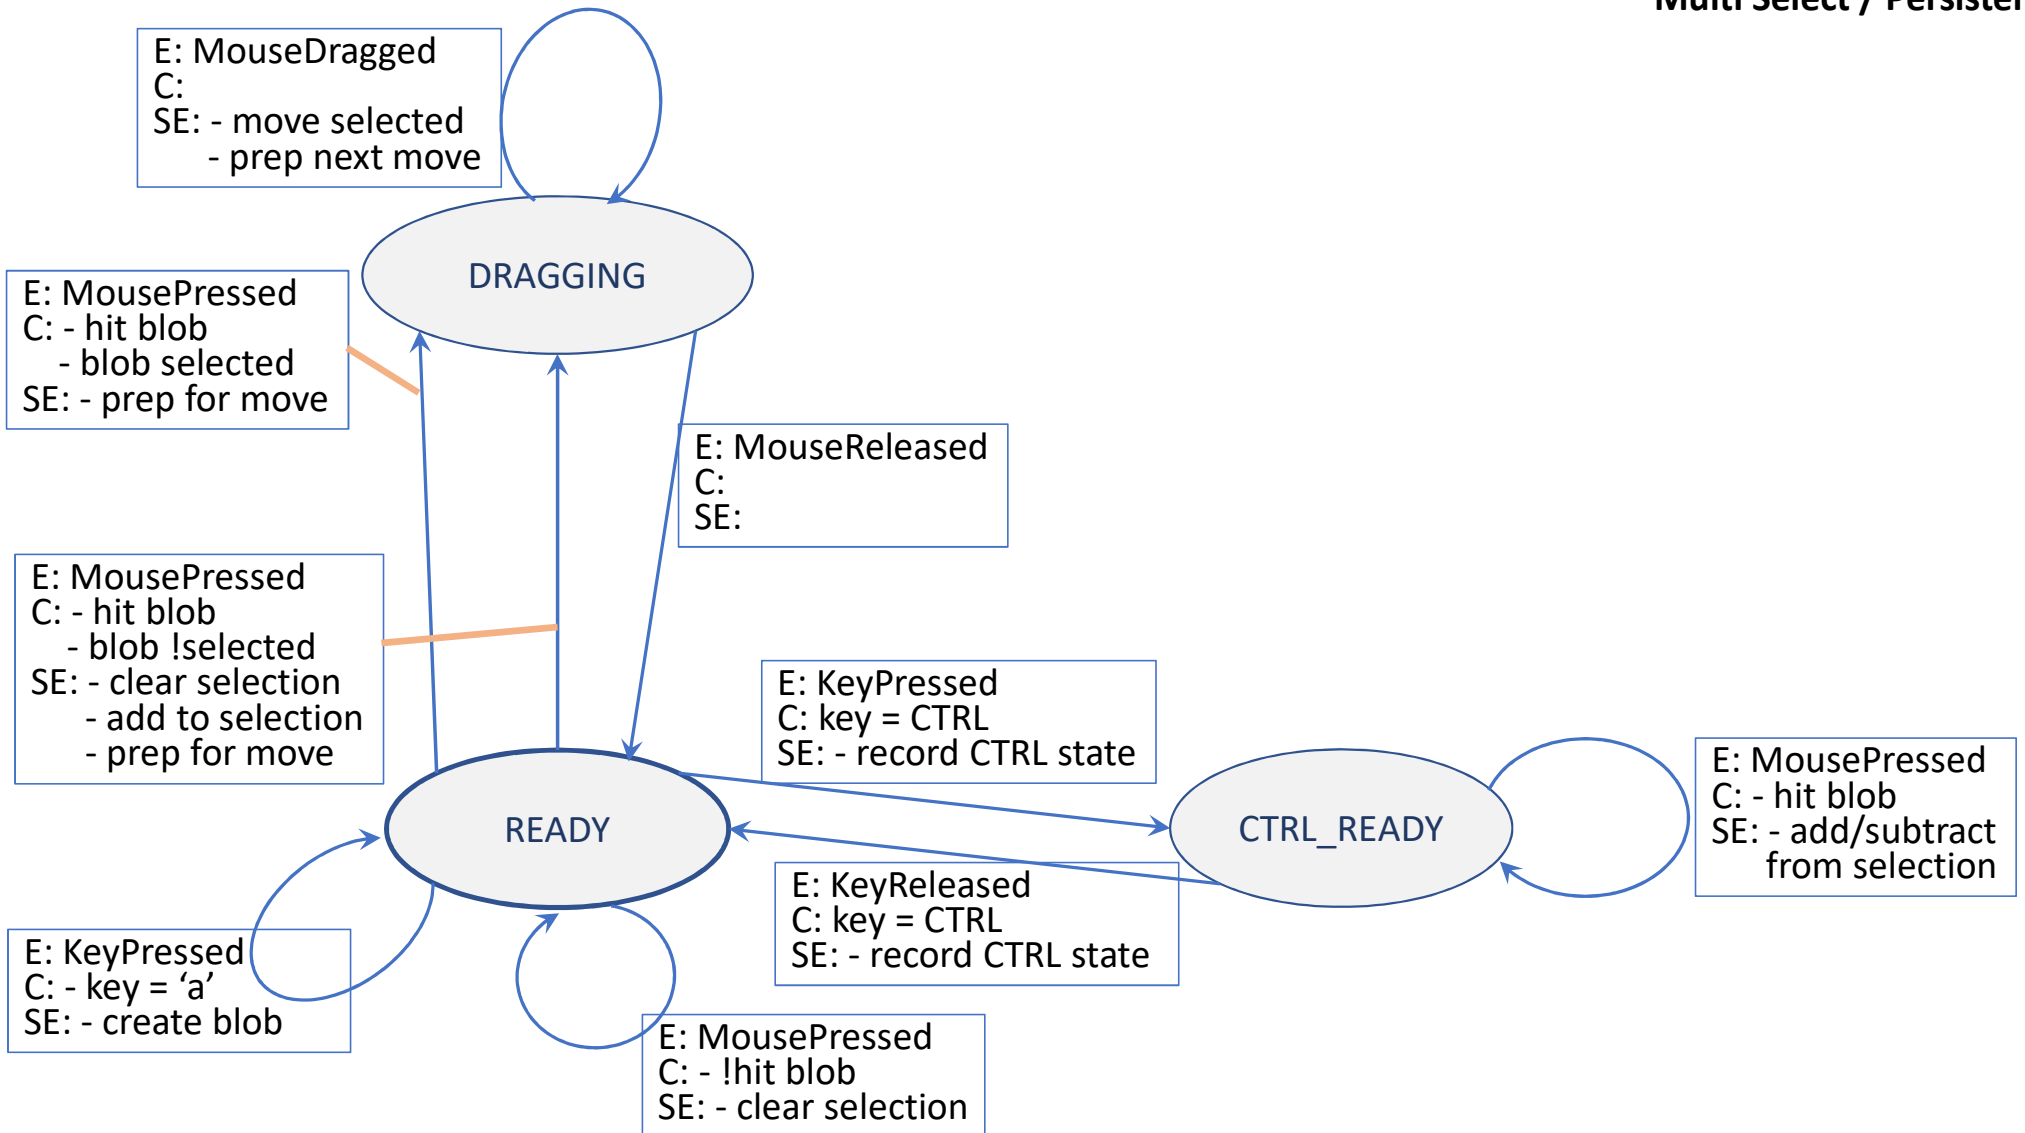 Multi Select / Persister
E: MouseDragged
C:
SE: - move selected
- prep next move
DRAGGING
E: MousePressed
C: - hit blob
- blob selected
SE: - prep for move
E: MouseReleased
C:
SE:
E: MousePressed
C: - hit blob
- blob !selected
SE: - clear selection
- add to selection
- prep for move
E: KeyPressed
C: key = CTRL
SE: - record CTRL state
READY
CTRL_READY
E: MousePressed
C: - hit blob
SE: - add/subtract
from selection
E: KeyReleased
C: key = CTRL
SE: - record CTRL state
E: KeyPressed
C: - key = ‘a’
SE: - create blob
E: MousePressed
C: - !hit blob
SE: - clear selection